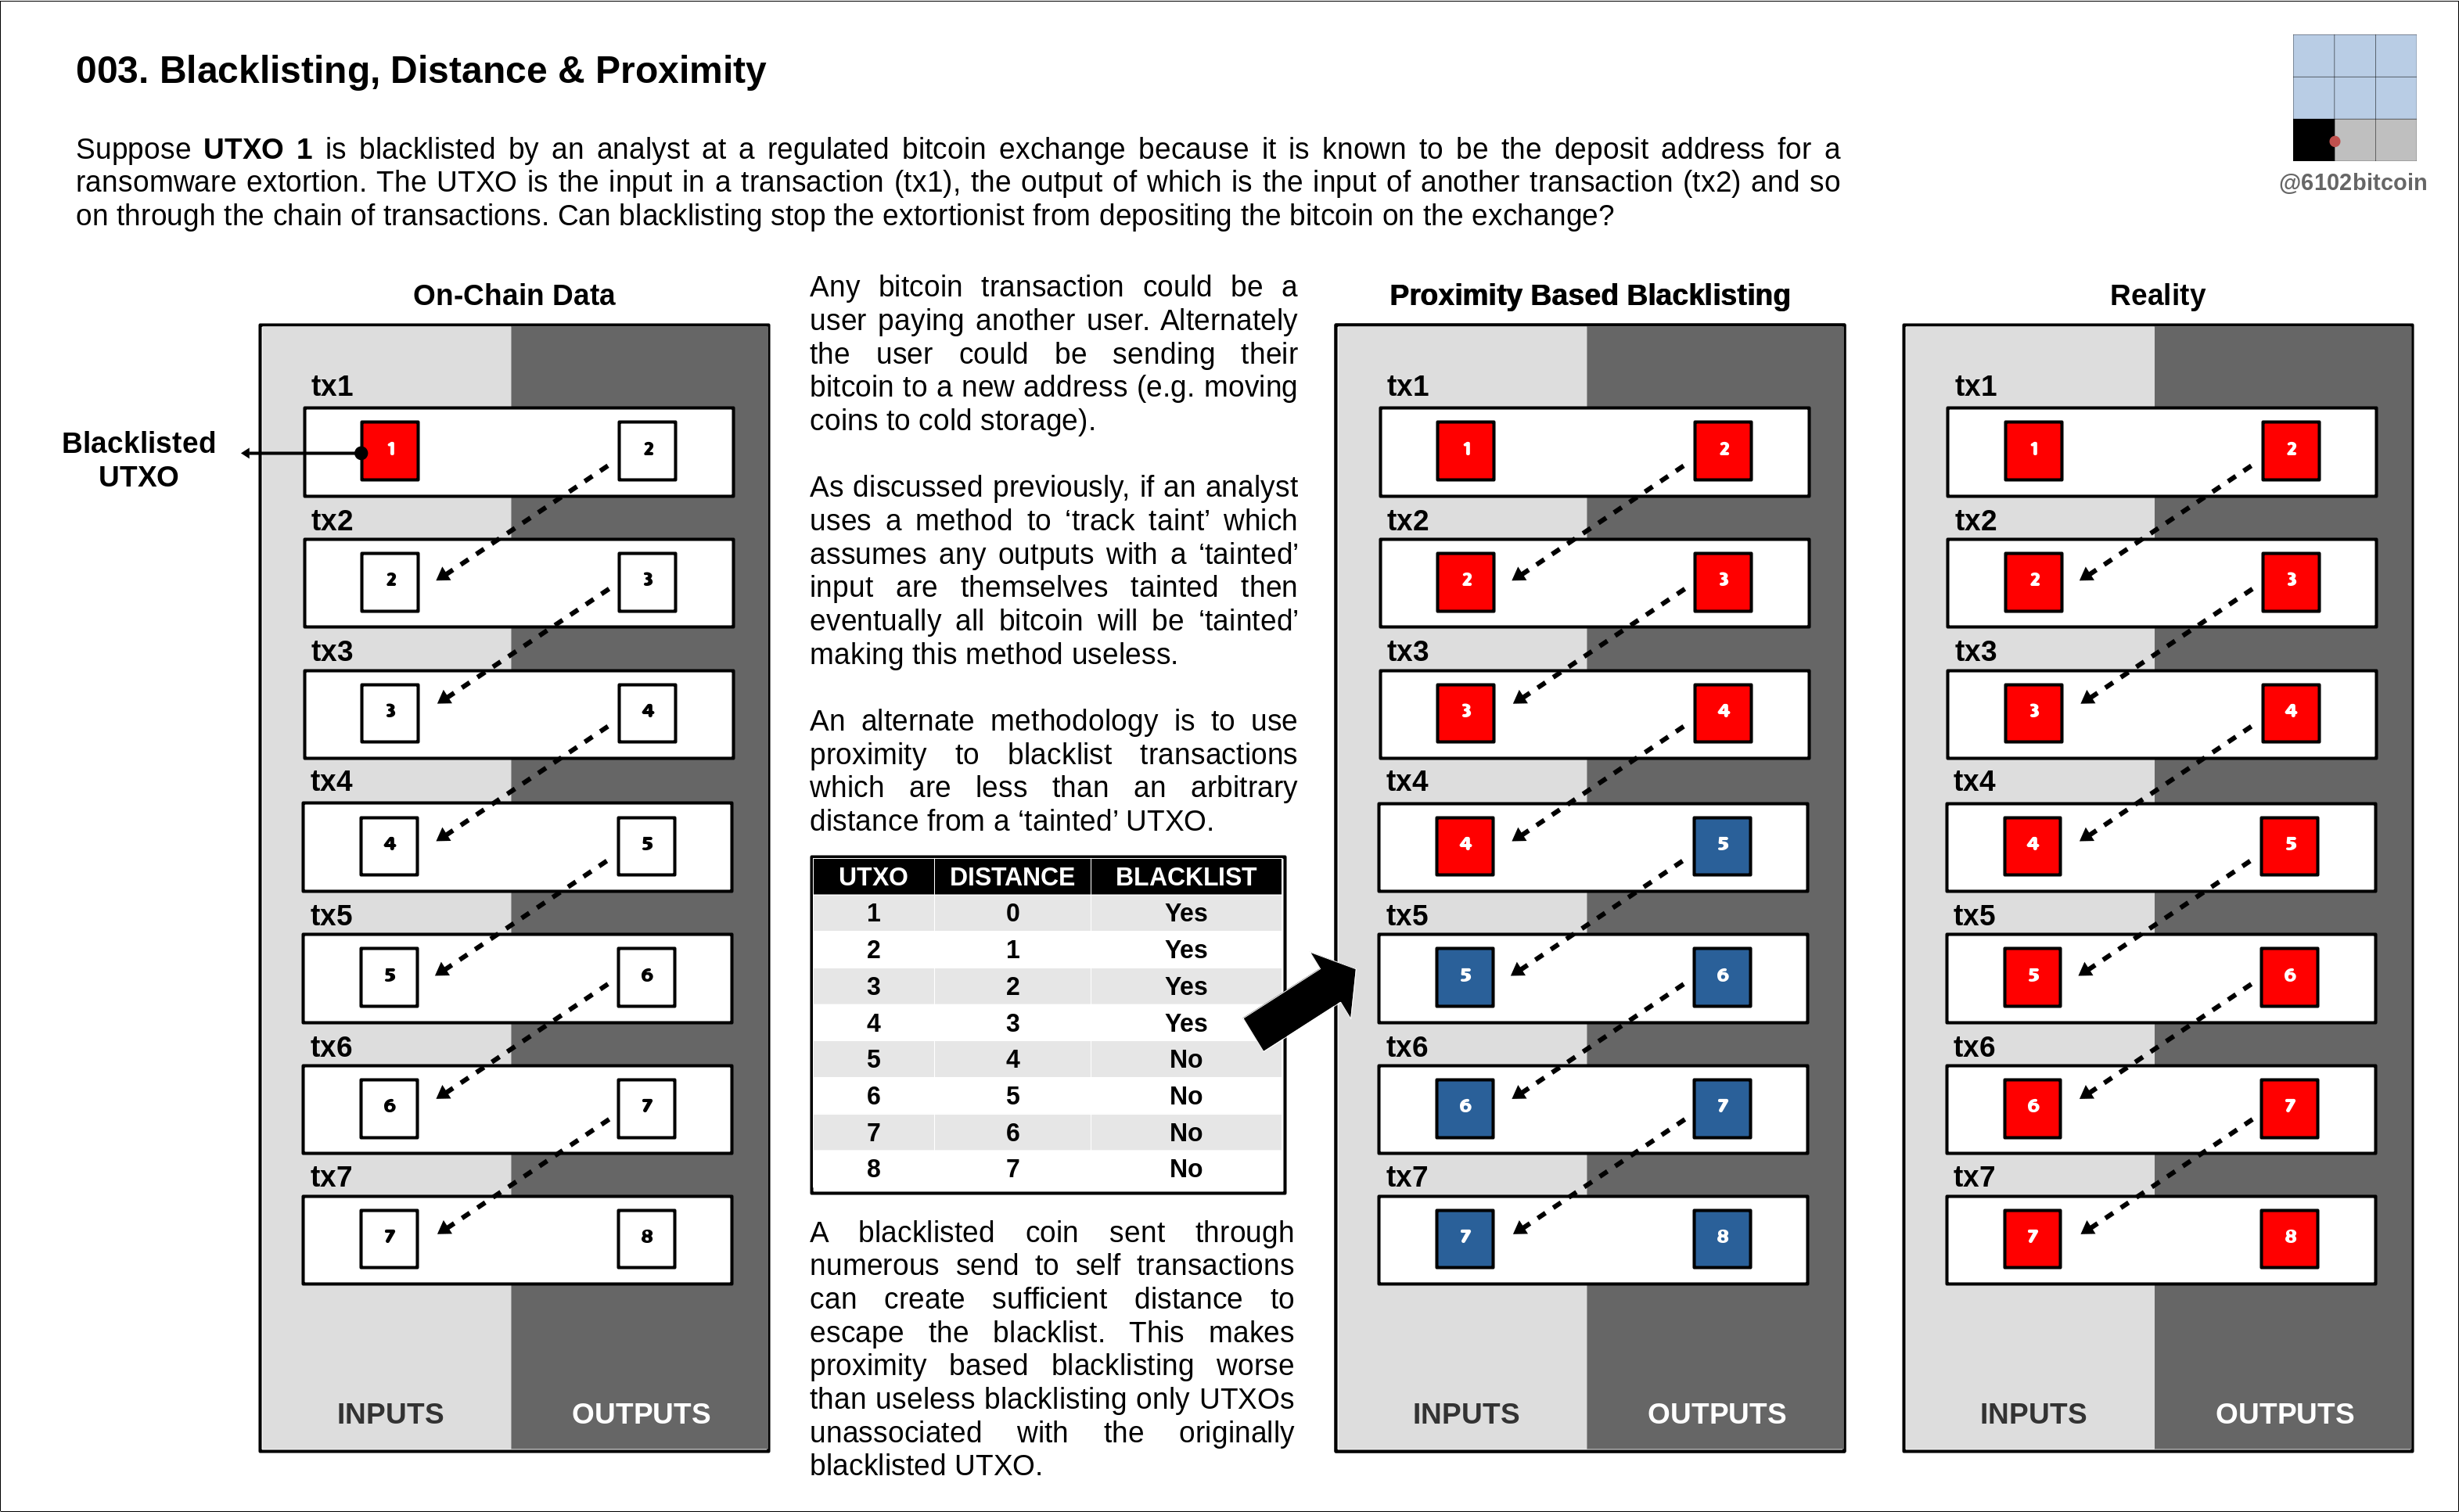 003. Blacklisting, Distance & Proximity
@6102bitcoin
Suppose UTXO 1 is blacklisted by an analyst at a regulated bitcoin exchange because it is known to be the deposit address for a
ransomware extortion. The UTXO is the input in a transaction (tx1), the output of which is the input of another transaction (tx2) and so
on through the chain of transactions. Can blacklisting stop the extortionist from depositing the bitcoin on the exchange?
On-Chain Data
Blacklisted
UTXO
tx1
1 2
tx2
2 3
tx3
3 4
tx4
4 5
tx5
5 6
tx6
6 7
tx7
7 8
INPUTS OUTPUTS
Any bitcoin transaction could be a
user paying another user. Alternately
the user could be sending their
bitcoin to a new address (e.g. moving
coins to cold storage).
As discussed previously, if an analyst
uses a method to ‘track taint’ which
assumes any outputs with a ‘tainted’
input are themselves tainted then
eventually all bitcoin will be ‘tainted’
making this method useless.
An alternate methodology is to use
proximity to blacklist transactions
which are less than an arbitrary
distance from a ‘tainted’ UTXO.
UTXO DISTANCE BLACKLIST
1 0 Yes
2 1 Yes
3 2 Yes
4 3 Yes
5 4 No
6 5 No
7 6 No
8 7 No
A blacklisted coin sent through
numerous send to self transactions
can create sufficient distance to
escape the blacklist. This makes
proximity based blacklisting worse
than useless blacklisting only UTXOs
unassociated with the originally
blacklisted UTXO.
Proximity Based Blacklisting
tx1
1 2
tx2
2 3
tx3
3 4
tx4
4 5
tx5
5 6
tx6
6 7
tx7
7 8
INPUTS OUTPUTS
Reality
tx1
1 2
tx2
2 3
tx3
3 4
tx4
4 5
tx5
5 6
tx6
6 7
tx7
7 8
INPUTS OUTPUTS